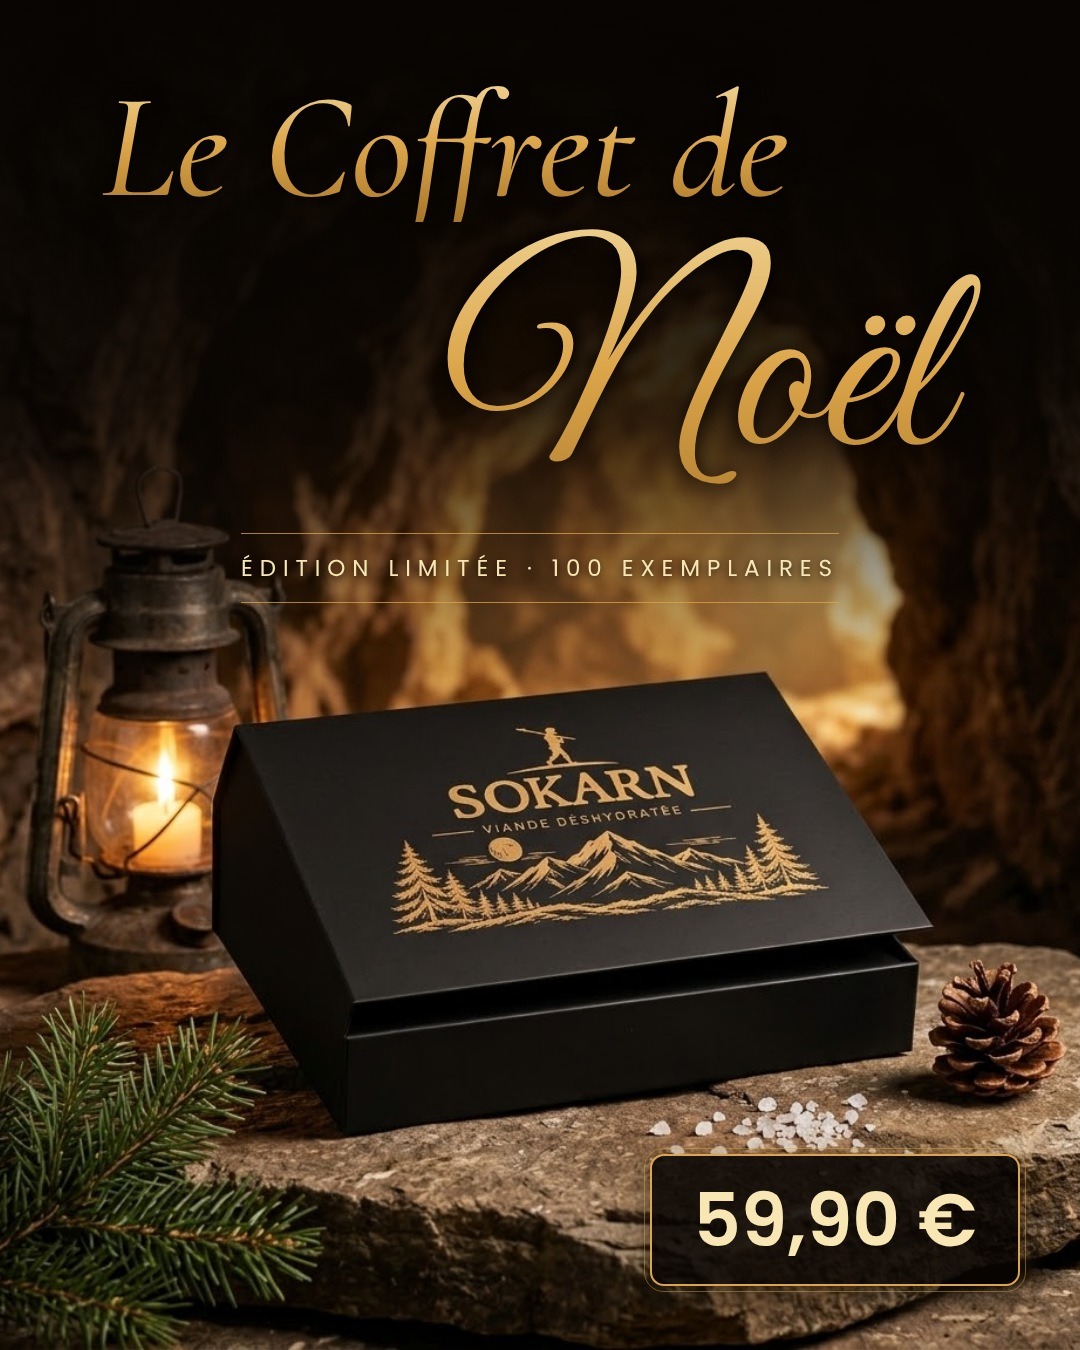 Le Coffret de
Noël
ÉDITION LIMITÉE · 100 EXEMPLAIRES
SOKARN
VIANDE DÉSHYDRATÉE
59,90 €